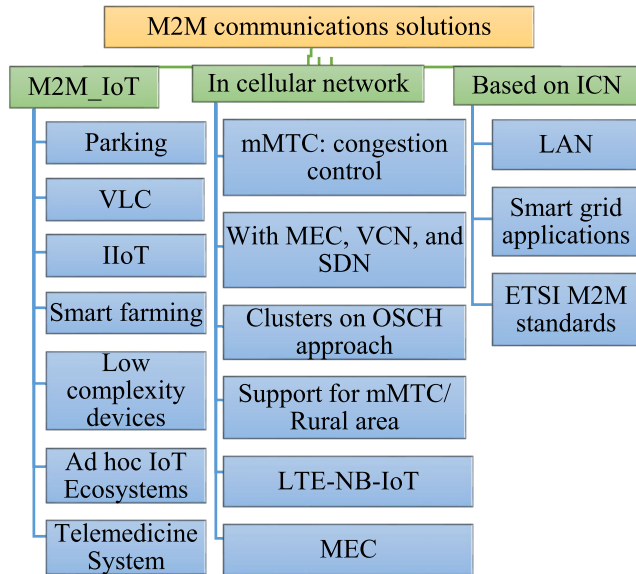 M2M communications solutions
M2M_IoT
Parking
VLC
IIoT
Smart farming
Low
complexity
devices
Ad hoc IoT
Ecosystems
Telemedicine
System
In cellular network
mMTC: congestion
control
With MEC, VCN, and
SDN
Clusters on OSCH
approach
Support for mMTC/
Rural area
LTE-NB-IoT
MEC
Based on ICN
LAN
Smart grid
applications
ETSI M2M
standards